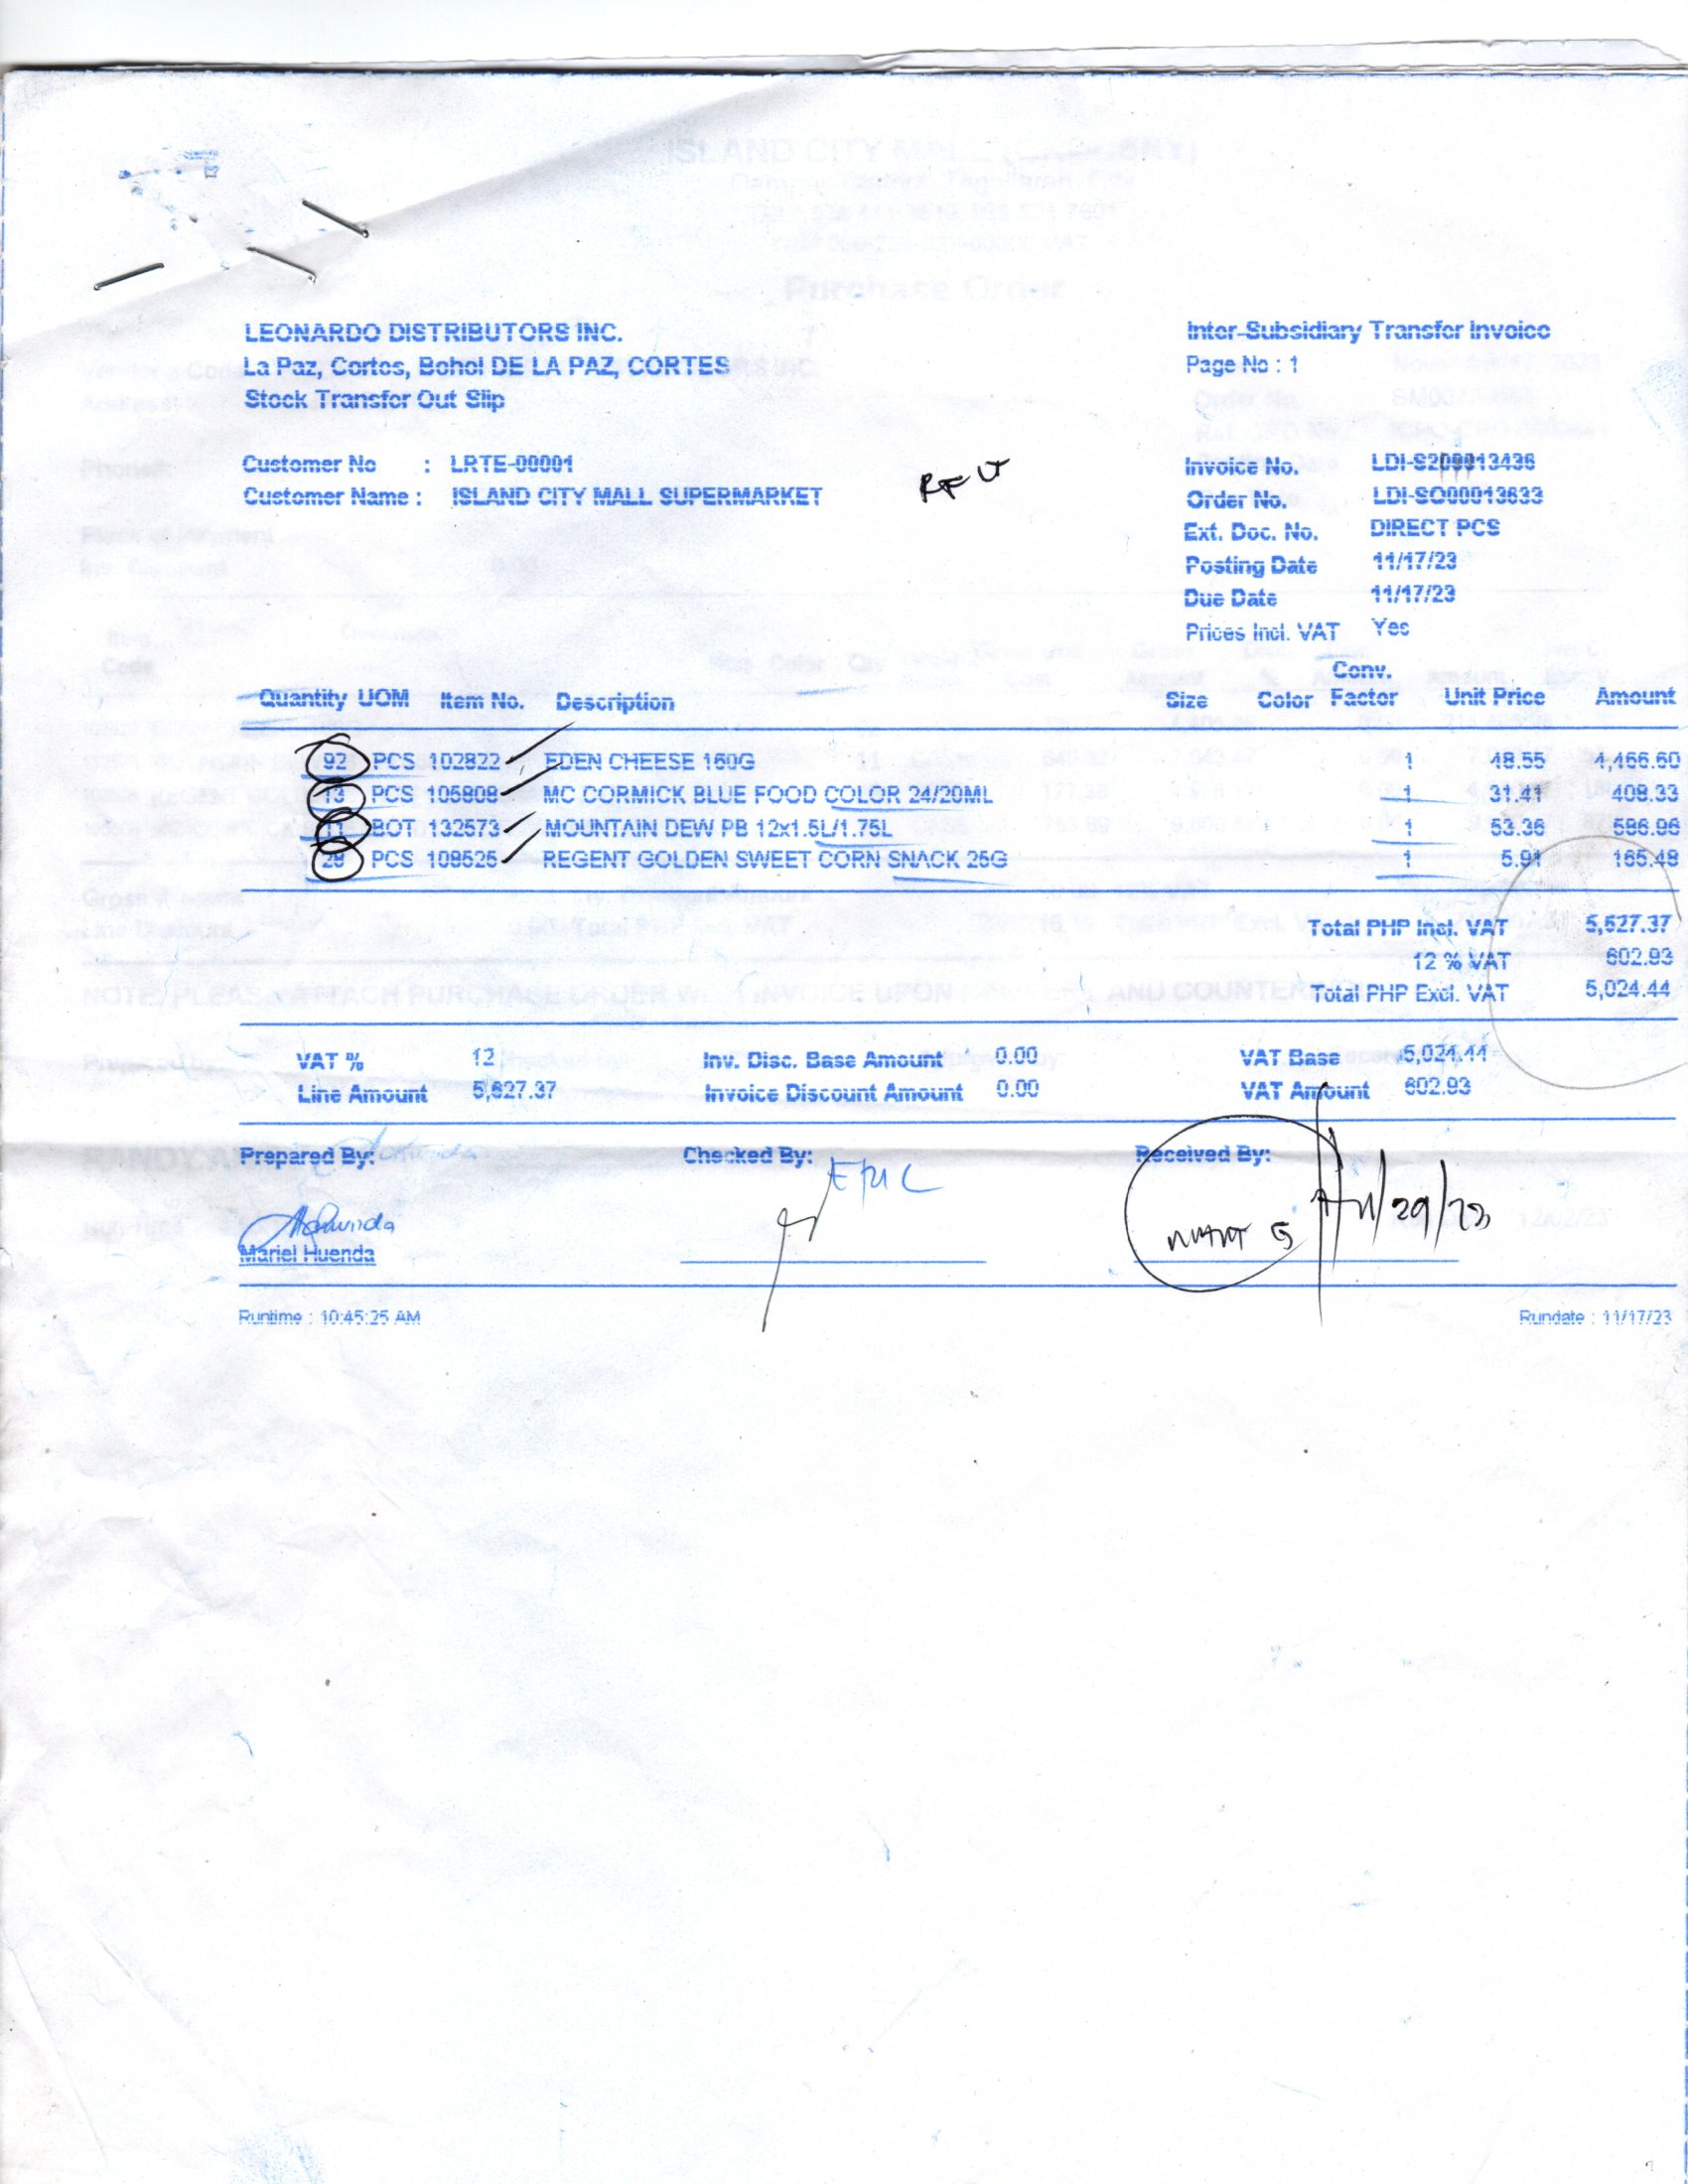 LEONARDO DISTRIBUTORS INC.
La Paz, Cortes, Bohol DE LA PAZ, CORTES
Stock Transfer Out Slip
Inter-Subsidiary Transfer Invoice
Page No : 1
Customer No : LRTE-00001
Customer Name : ISLAND CITY MALL SUPERMARKET
Invoice No.
Order No. LDI-SO00013633
Ext. Doc. No. DIRECT PCS
Posting Date 11/17/23
Due Date 11/17/23
Prices Incl. VAT Yes
Quantity UOM Item No. Description Size Color Conv. Factor Unit Price Amount
92 PCS 102822 EDEN CHEESE 160G 1 48.55 4,466.60
13 PCS 105808 MC CORMICK BLUE FOOD COLOR 24/20ML 1 31.41 408.33
11 BOT 132573 MOUNTAIN DEW PB 12x1.5L/1.75L 1 53.36 586.96
28 PCS 109525 REGENT GOLDEN SWEET CORN SNACK 25G 1 5.91 165.48
Total PHP Incl. VAT 5,627.37
12 % VAT 602.93
Total PHP Excl. VAT 5,024.44
VAT % 12 Inv. Disc. Base Amount 0.00 VAT Base 5,024.44
Line Amount 5,627.37 Invoice Discount Amount 0.00 VAT Amount 602.93
Prepared By: Checked By: ERIC Received By:
11/29/23
Mariel Huenda
Runtime : 10:45:25 AM Rundate : 11/17/23